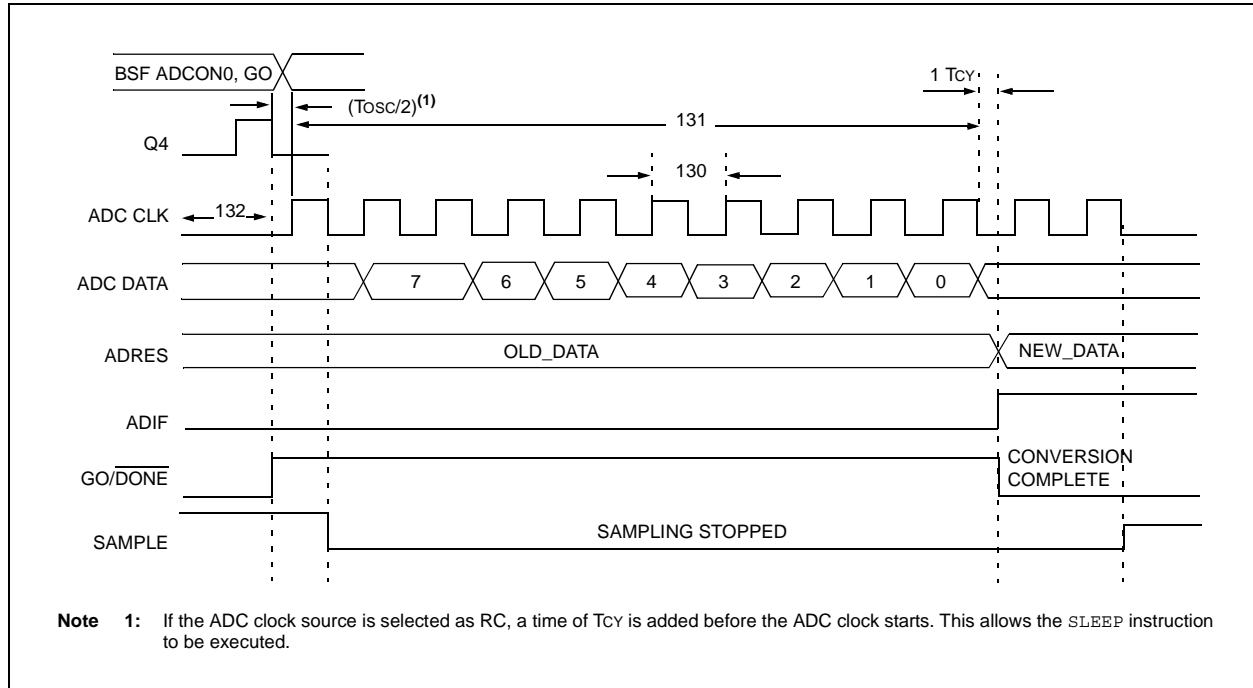 BSF ADCON0, GO
1 TCY
(TOSC/2)(1)
131
Q4
130
ADC CLK
132
ADC DATA
7 6 5 4 3 2 1 0
ADRES
OLD_DATA
NEW_DATA
ADIF
GO/DONE
CONVERSION
COMPLETE
SAMPLE
SAMPLING STOPPED
Note 1: If the ADC clock source is selected as RC, a time of TCY is added before the ADC clock starts. This allows the SLEEP instruction
to be executed.